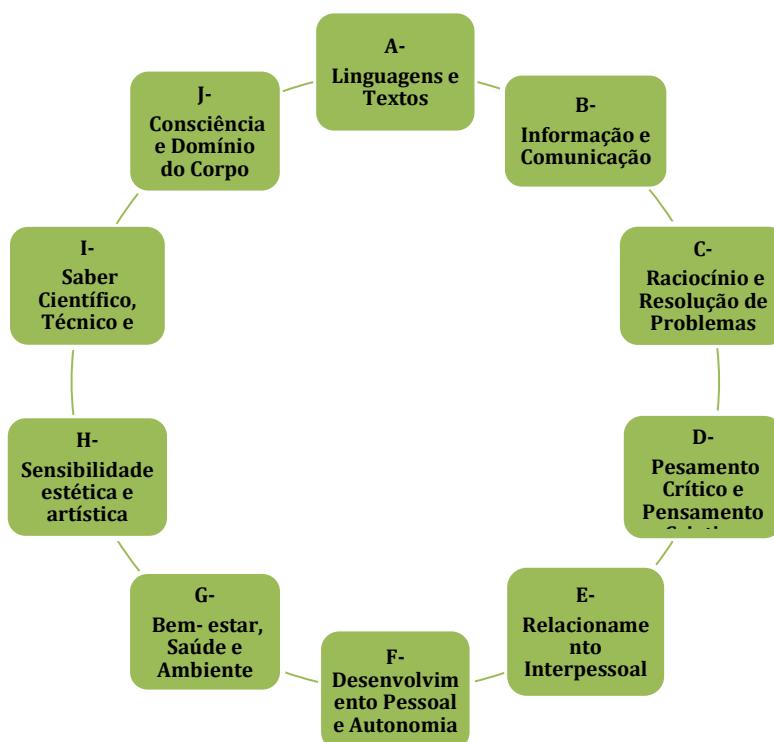 A-
Linguagens e
Textos
B-
Informação e
Comunicação
C-
Raciocínio e
Resolução de
Problemas
D-
Pesamento
Crítico e
Pensamento
E-
Relacioname
nto
Interpessoal
F-
Desenvolvim
ento Pessoal
e Autonomia
G-
Bem- estar,
Saúde e
Ambiente
H-
Sensibilidade
estética e
artística
I-
Saber
Científico,
Técnico e
J-
Consciência
e Domínio
do Corpo